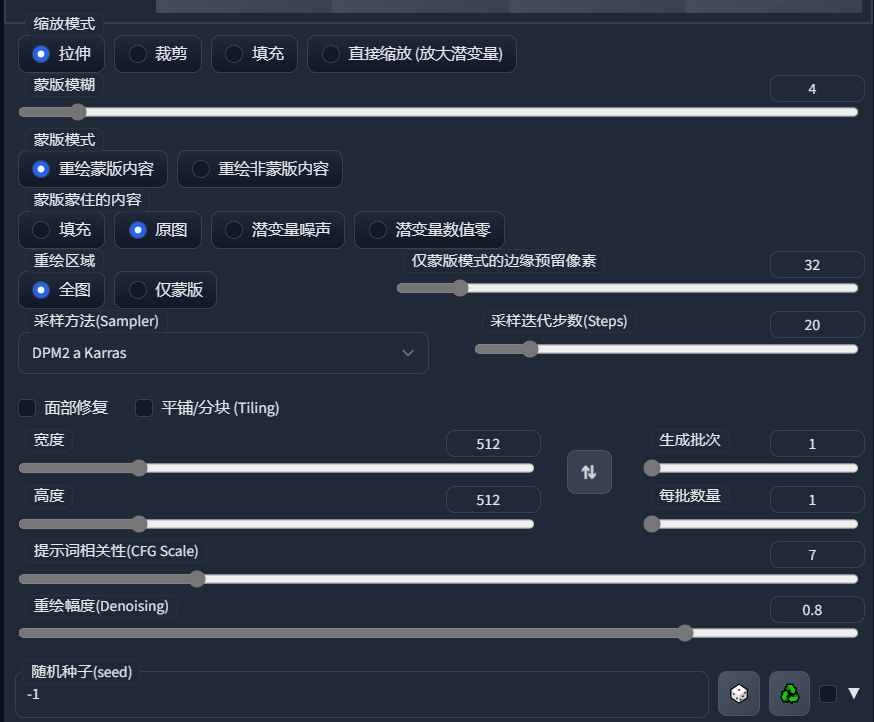 缩放模式
拉伸
裁剪
填充
直接缩放 (放大潜变量)
蒙版模糊
4
蒙版模式
重绘蒙版内容
重绘非蒙版内容
蒙版蒙住的内容
填充
原图
潜变量噪声
潜变量数值零
重绘区域
仅蒙版模式的边缘预留像素
32
全图
仅蒙版
采样方法(Sampler)
采样迭代步数(Steps)
20
DPM2 a Karras
面部修复
平铺/分块 (Tiling)
宽度
512
生成批次
1
高度
512
每批数量
1
提示词相关性(CFG Scale)
7
重绘幅度(Denoising)
0.8
随机种子(seed)
-1